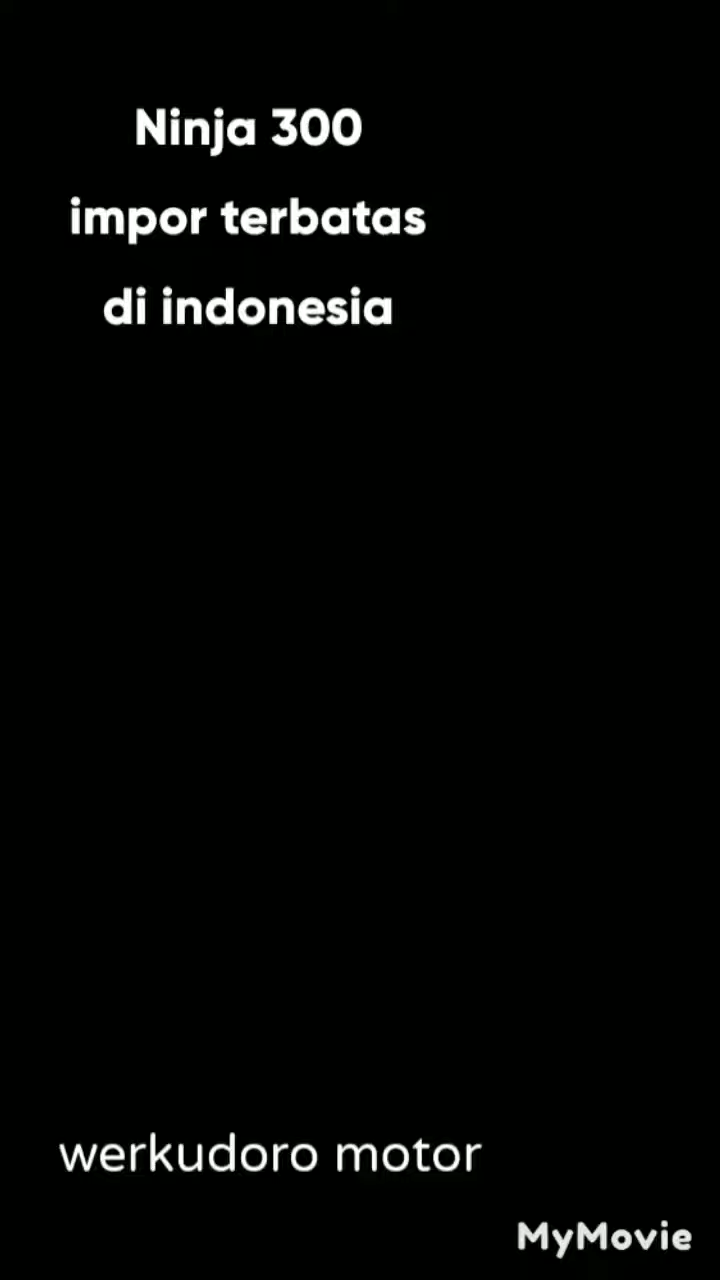 Ninja 300
impor terbatas
di indonesia
werkudoro motor
MyMovie